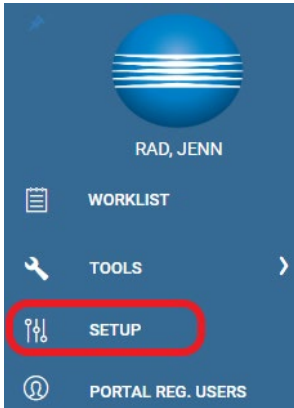 RAD, JENN
WORKLIST
TOOLS
SETUP
PORTAL REG. USERS